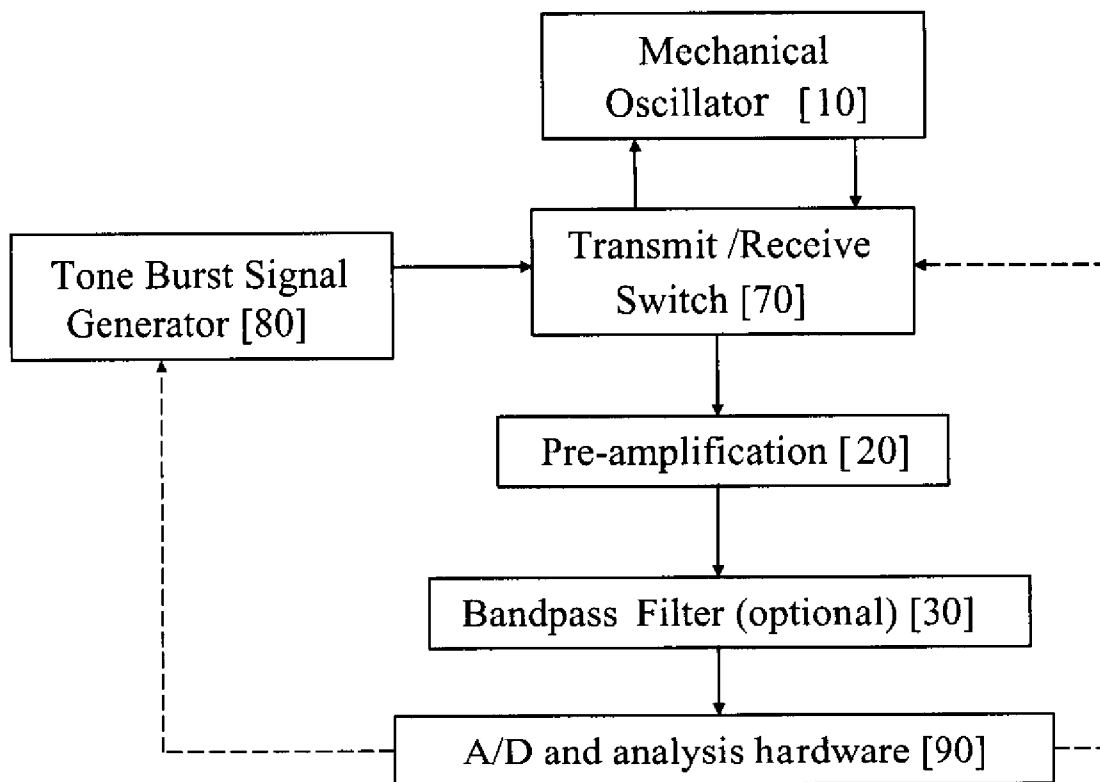 Mechanical
Oscillator [10]
Tone Burst Signal
Generator [80]
Transmit /Receive
Switch [70]
Pre-amplification [20]
Bandpass Filter (optional) [30]
A/D and analysis hardware [90]